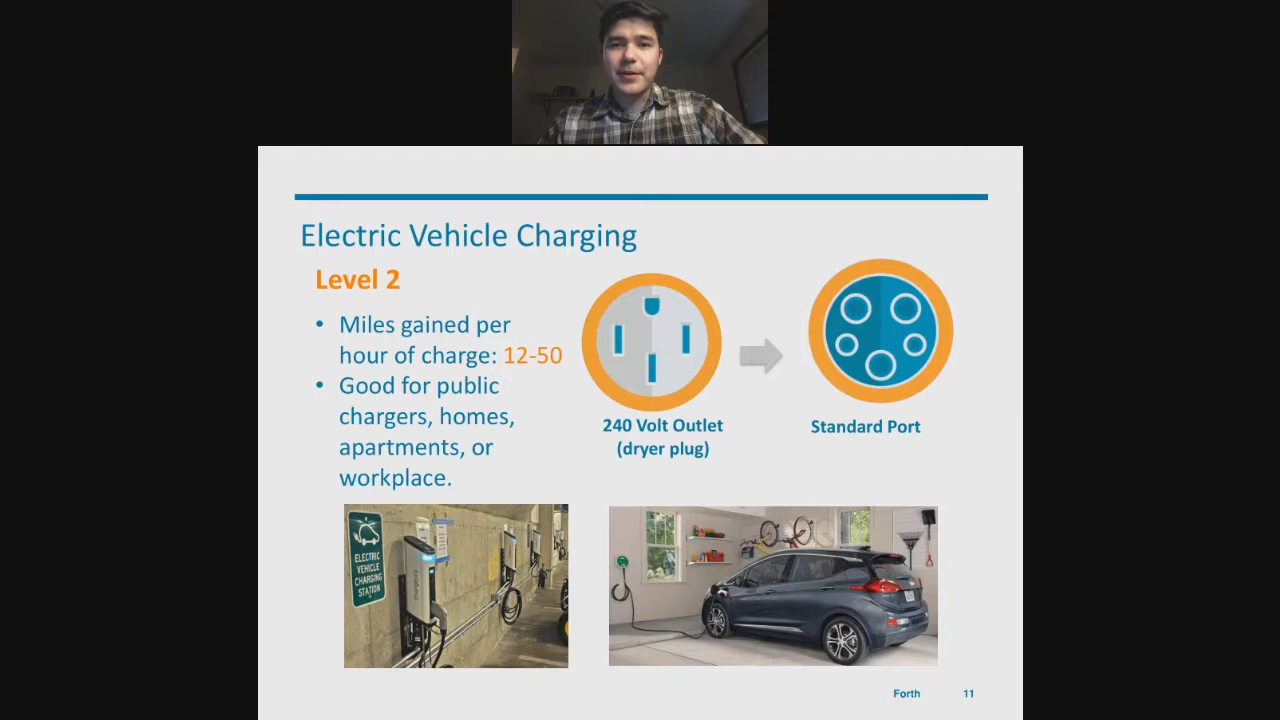 Electric Vehicle Charging
Level 2
• Miles gained per
hour of charge: 12-50
• Good for public
chargers, homes,
apartments, or
workplace.
240 Volt Outlet
(dryer plug)
Standard Port
ELECTRIC
VEHICLE
CHARGING
STATION
Forth 11